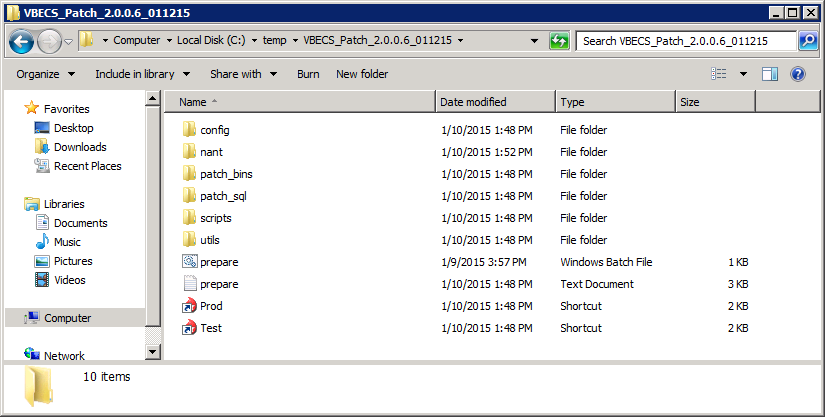 VBECS_Patch_2.0.0.6_011215
Computer Local Disk (C:) temp VBECS_Patch_2.0.0.6_011215 Search VBECS_Patch_2.0.0.6_011215
Organize Include in library Share with Burn New folder
Favorites
Desktop
Downloads
Recent Places
Libraries
Documents
Music
Pictures
Videos
Computer
Network
Name Date modified Type Size
config 1/10/2015 1:48 PM File folder
nant 1/10/2015 1:52 PM File folder
patch_bins 1/10/2015 1:48 PM File folder
patch_sql 1/10/2015 1:48 PM File folder
scripts 1/10/2015 1:48 PM File folder
utils 1/10/2015 1:48 PM File folder
prepare 1/9/2015 3:57 PM Windows Batch File 1 KB
prepare 1/10/2015 1:48 PM Text Document 3 KB
Prod 1/10/2015 1:48 PM Shortcut 2 KB
Test 1/10/2015 1:48 PM Shortcut 2 KB
10 items